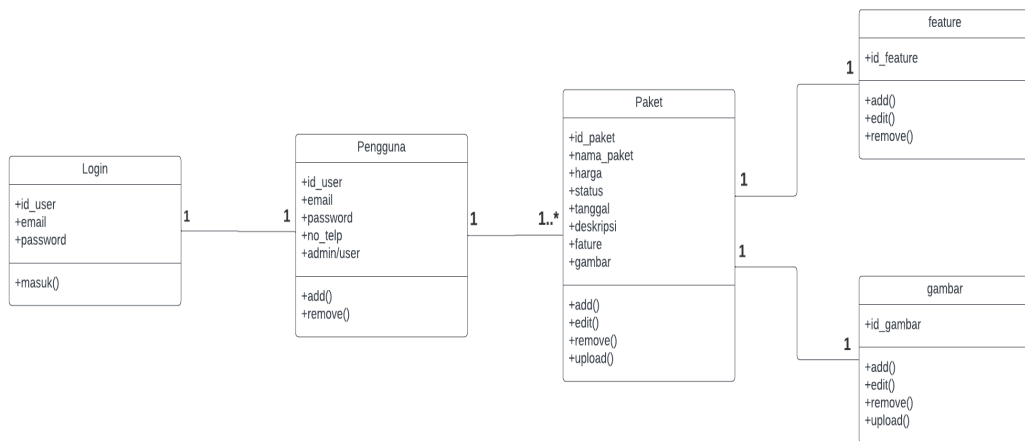 Login
+id_user
+email
+password
+masuk()
1
1
Pengguna
+id_user
+email
+password
+no_telp
+admin/user
+add()
+remove()
1
1..*
Paket
+id_paket
+nama_paket
+harga
+status
+tanggal
+deskripsi
+fature
+gambar
+add()
+edit()
+remove()
+upload()
1
1
feature
+id_feature
+add()
+edit()
+remove()
1
1
gambar
+id_gambar
+add()
+edit()
+remove()
+upload()